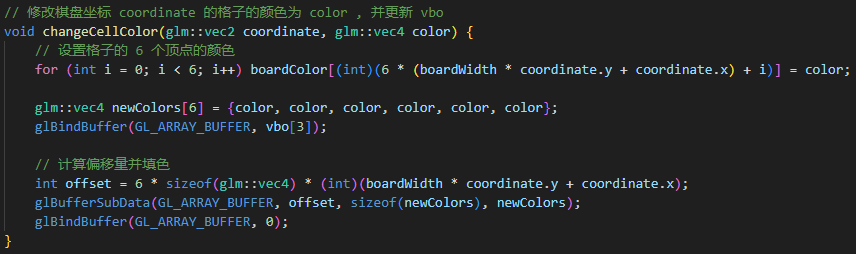 // 修改棋盘坐标 coordinate 的格子的颜色为 color , 并更新 vbo
void changeCellColor(glm::vec2 coordinate, glm::vec4 color) {
    // 设置格子的 6 个顶点的颜色
    for (int i = 0; i < 6; i++) boardColor[(int)(6 * (boardWidth * coordinate.y + coordinate.x) + i)] = color;

    glm::vec4 newColors[6] = {color, color, color, color, color, color};
    glBindBuffer(GL_ARRAY_BUFFER, vbo[3]);

    // 计算偏移量并填色
    int offset = 6 * sizeof(glm::vec4) * (int)(boardWidth * coordinate.y + coordinate.x);
    glBufferSubData(GL_ARRAY_BUFFER, offset, sizeof(newColors), newColors);
    glBindBuffer(GL_ARRAY_BUFFER, 0);
}